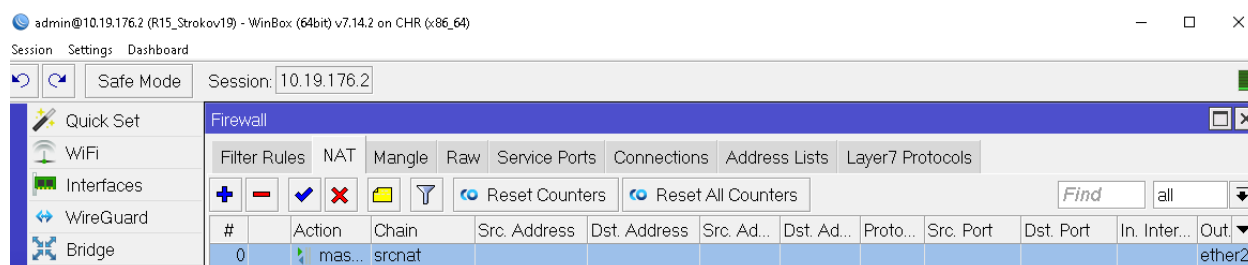 admin@10.19.176.2 (R15_Strokov19) - WinBox (64bit) v7.14.2 on CHR (x86_64)
Session Settings Dashboard
Safe Mode Session: 10.19.176.2
Quick Set
WiFi
Interfaces
WireGuard
Bridge
Firewall
Filter Rules NAT Mangle Raw Service Ports Connections Address Lists Layer7 Protocols
Reset Counters Reset All Counters Find all
# Action Chain Src. Address Dst. Address Src. Ad... Dst. Ad... Proto... Src. Port Dst. Port In. Inter... Out.
0 mas... srcnat ether2